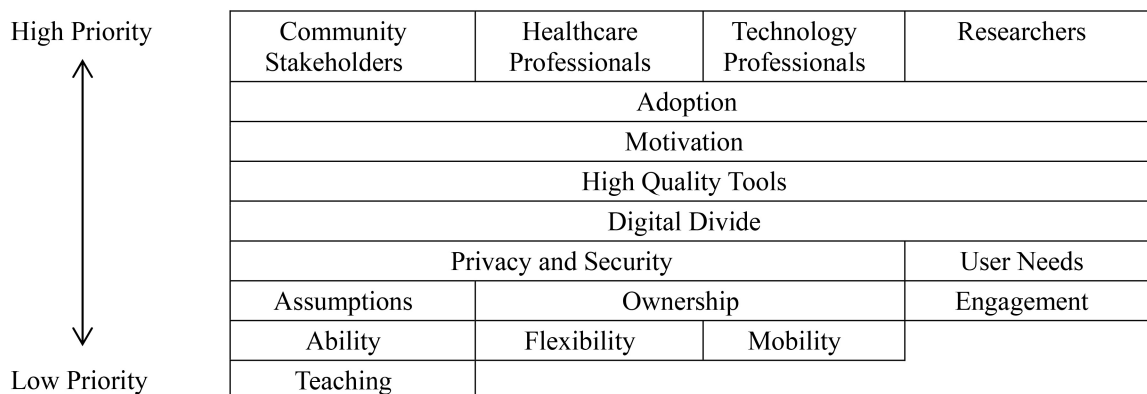 High Priority
Community Stakeholders
Healthcare Professionals
Technology Professionals
Researchers
Adoption
Motivation
High Quality Tools
Digital Divide
Privacy and Security
User Needs
Assumptions
Ownership
Engagement
Ability
Flexibility
Mobility
Low Priority
Teaching